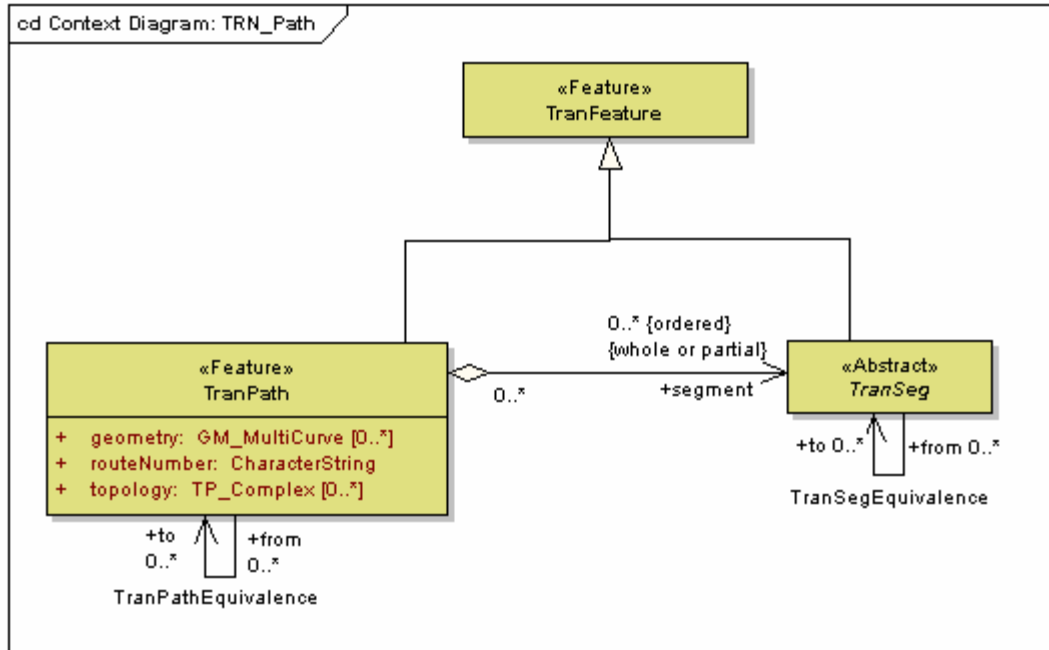 cd Context Diagram: TRN_Path
«Feature»
TranFeature
«Feature»
TranPath
+ geometry: GM_MultiCurve [0..*]
+ routeNumber: CharacterString
+ topology: TP_Complex [0..*]
0..*
0..* {ordered}
{whole or partial}
+segment
«Abstract»
TranSeg
+to 0..*
+from 0..*
TranSegEquivalence
+to
0..*
+from
0..*
TranPathEquivalence